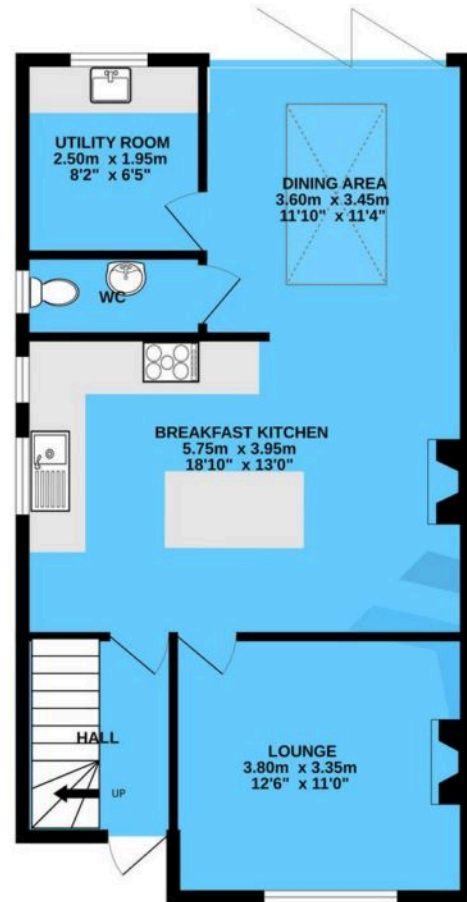 UTILITY ROOM
2.50m x 1.95m
8'2" x 6'5"
DINING AREA
3.60m x 3.45m
11'10" x 11'4"
WC
BREAKFAST KITCHEN
5.75m x 3.95m
18'10" x 13'0"
HALL
UP
LOUNGE
3.80m x 3.35m
12'6" x 11'0"